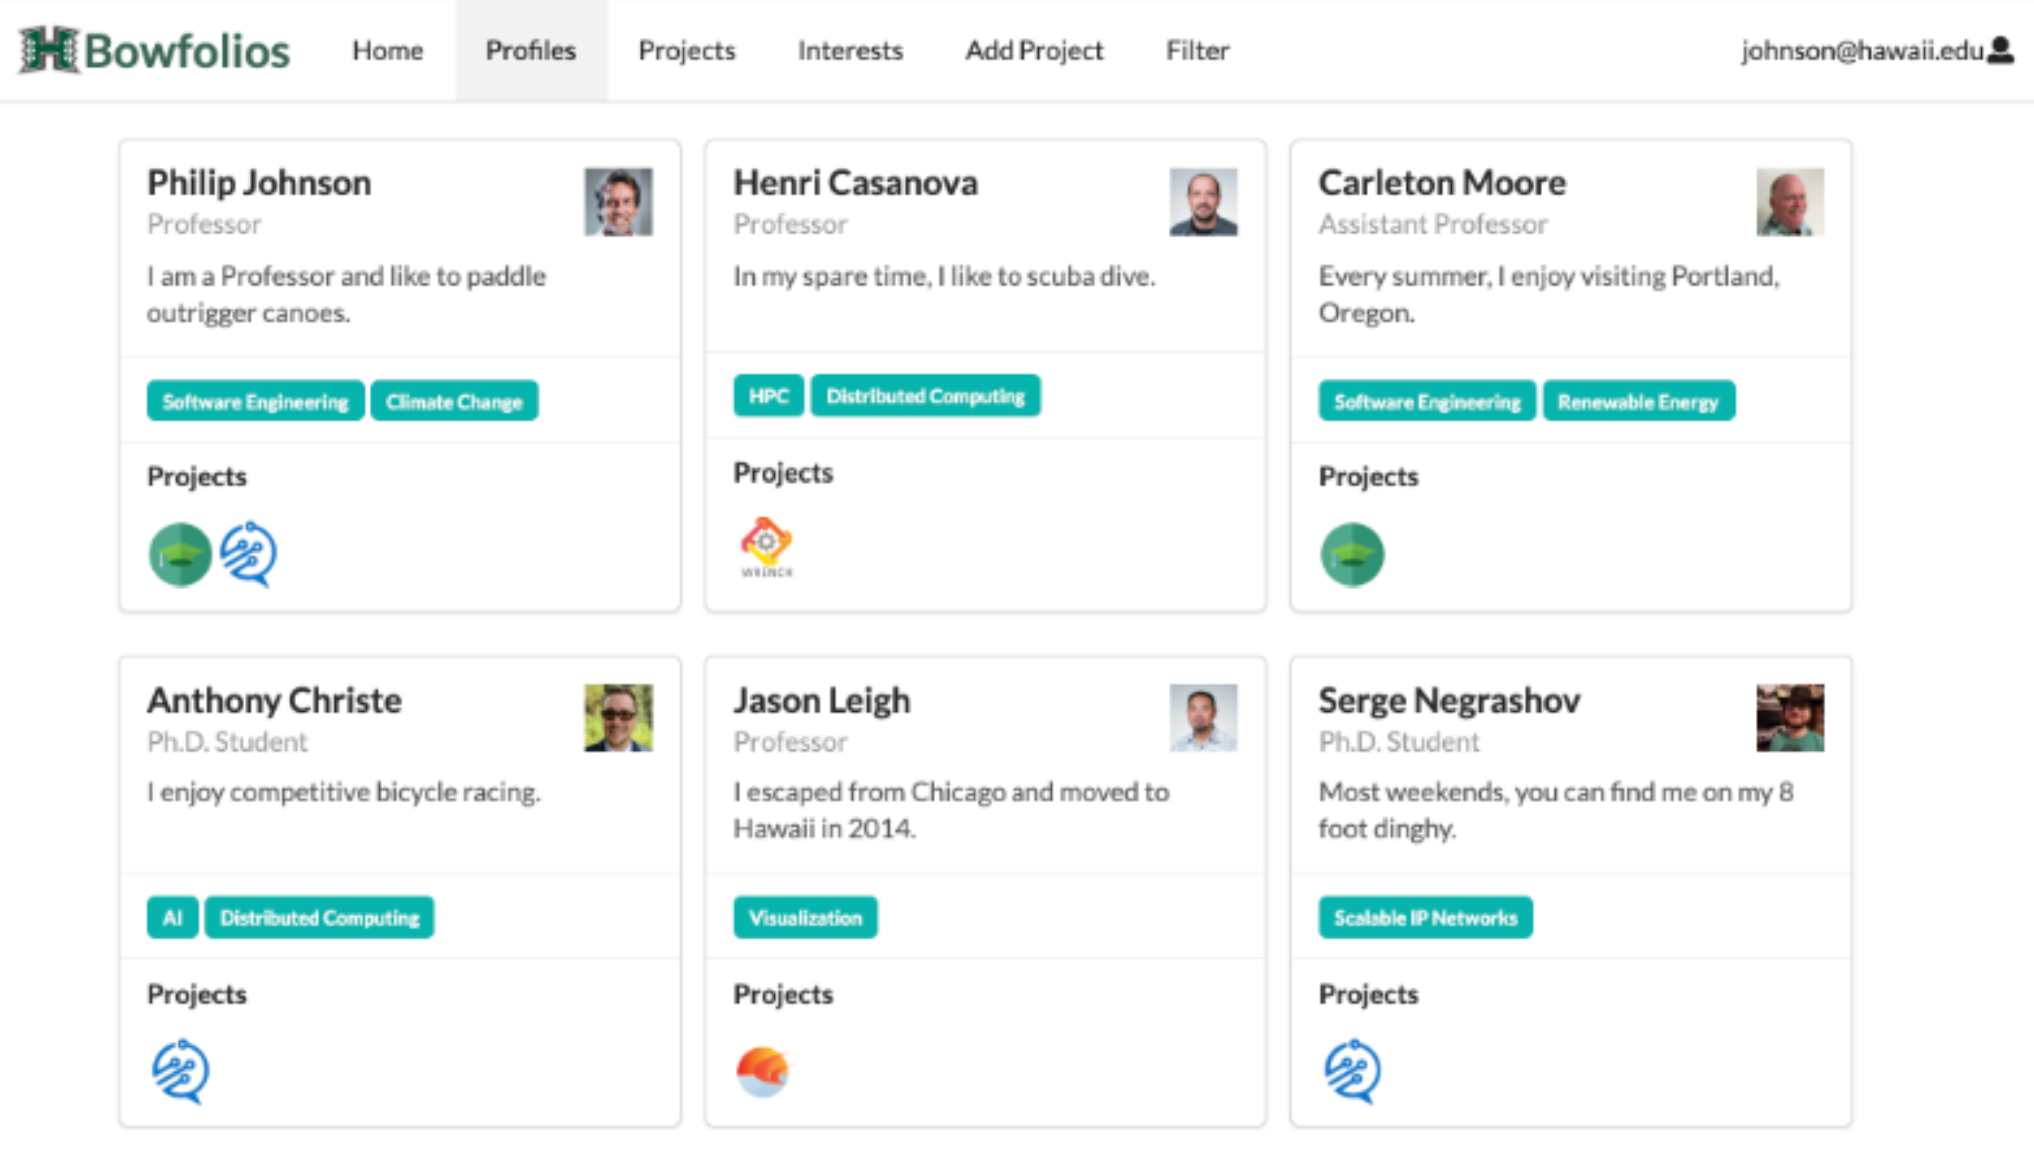 Bowfolios Home Profiles Projects Interests Add Project Filter johnson@hawaii.edu
Philip Johnson
Professor
I am a Professor and like to paddle
outrigger canoes.
Software Engineering Climate Change
Projects
Henri Casanova
Professor
In my spare time, I like to scuba dive.
HPC Distributed Computing
Projects
WRENCH
Carleton Moore
Assistant Professor
Every summer, I enjoy visiting Portland,
Oregon.
Software Engineering Renewable Energy
Projects
Anthony Christe
Ph.D. Student
I enjoy competitive bicycle racing.
AI Distributed Computing
Projects
Jason Leigh
Professor
I escaped from Chicago and moved to
Hawaii in 2014.
Visualization
Projects
Serge Negrashov
Ph.D. Student
Most weekends, you can find me on my 8
foot dinghy.
Scalable IP Networks
Projects